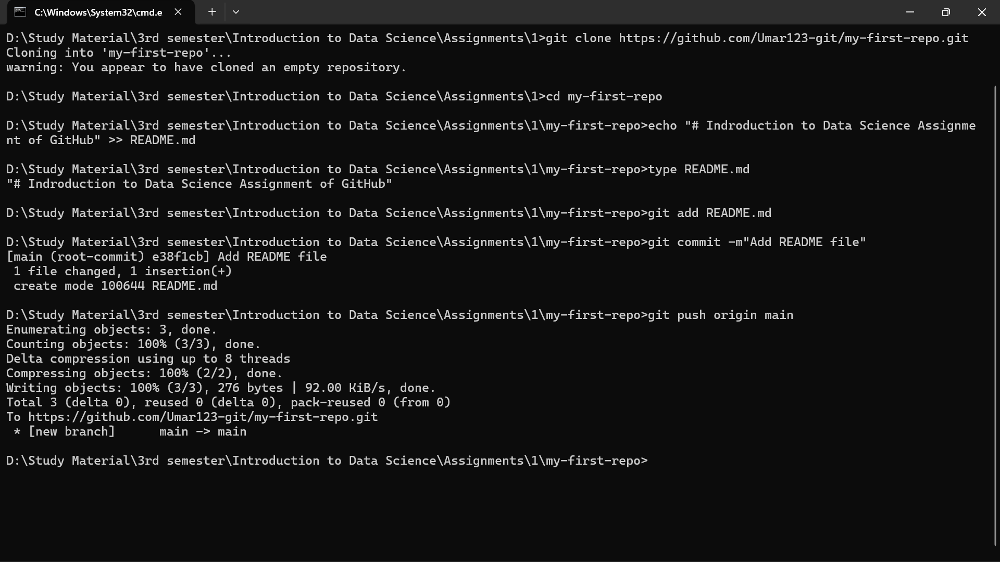 C:\Windows\System32\cmd.e
D:\Study Material\3rd semester\Introduction to Data Science\Assignments\1>git clone https://github.com/Umar123-git/my-first-repo.git
Cloning into 'my-first-repo'...
warning: You appear to have cloned an empty repository.
D:\Study Material\3rd semester\Introduction to Data Science\Assignments\1>cd my-first-repo
D:\Study Material\3rd semester\Introduction to Data Science\Assignments\1\my-first-repo>echo "# Indroduction to Data Science Assignme
nt of GitHub" >> README.md
D:\Study Material\3rd semester\Introduction to Data Science\Assignments\1\my-first-repo>type README.md
"# Indroduction to Data Science Assignment of GitHub"
D:\Study Material\3rd semester\Introduction to Data Science\Assignments\1\my-first-repo>git add README.md
D:\Study Material\3rd semester\Introduction to Data Science\Assignments\1\my-first-repo>git commit -m"Add README file"
[main (root-commit) e38f1cb] Add README file
 1 file changed, 1 insertion(+)
 create mode 100644 README.md
D:\Study Material\3rd semester\Introduction to Data Science\Assignments\1\my-first-repo>git push origin main
Enumerating objects: 3, done.
Counting objects: 100% (3/3), done.
Delta compression using up to 8 threads
Compressing objects: 100% (2/2), done.
Writing objects: 100% (3/3), 276 bytes | 92.00 KiB/s, done.
Total 3 (delta 0), reused 0 (delta 0), pack-reused 0 (from 0)
To https://github.com/Umar123-git/my-first-repo.git
 * [new branch]      main -> main
D:\Study Material\3rd semester\Introduction to Data Science\Assignments\1\my-first-repo>